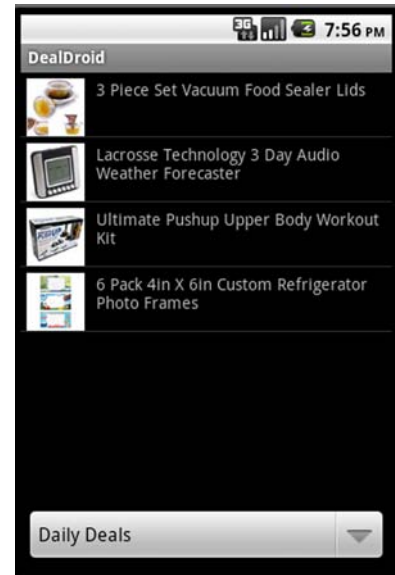 3G 7:56 PM
DealDroid
3 Piece Set Vacuum Food Sealer Lids
Lacrosse Technology 3 Day Audio
Weather Forecaster
Ultimate Pushup Upper Body Workout
Kit
6 Pack 4in X 6in Custom Refrigerator
Photo Frames
Daily Deals